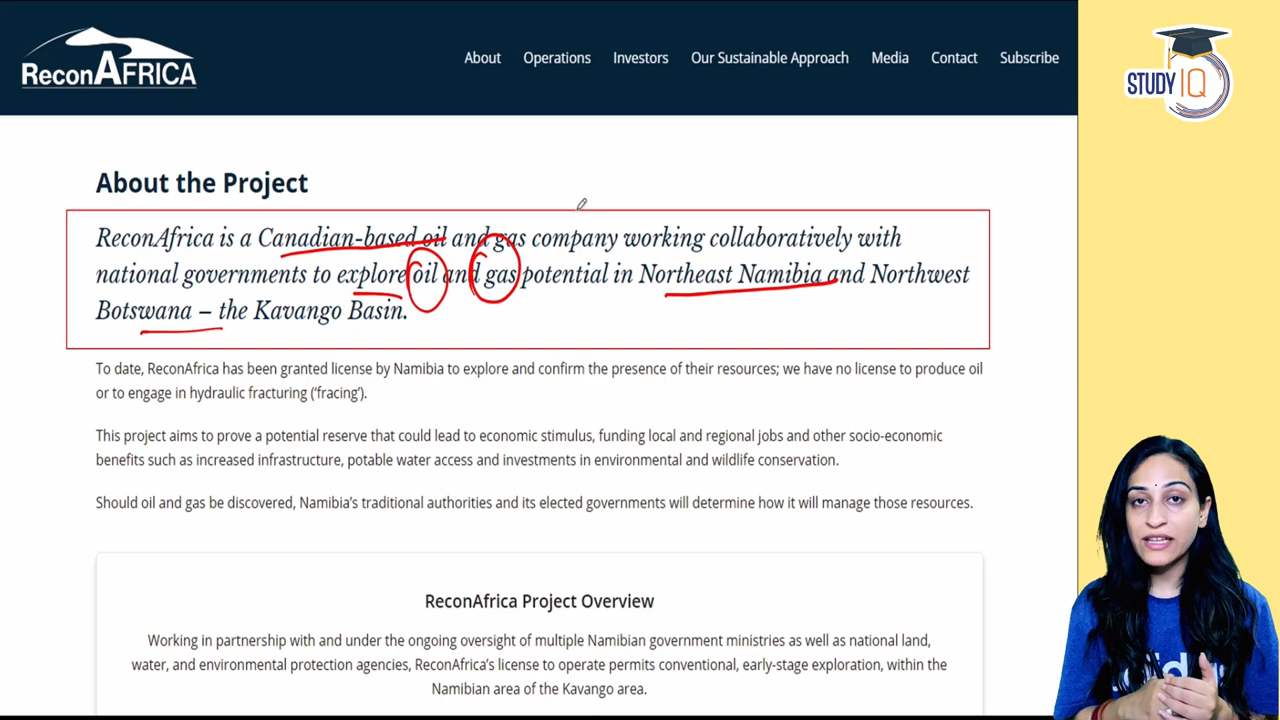 ReconAFRICA
About Operations Investors Our Sustainable Approach Media Contact Subscribe
STUDY IQ
About the Project
ReconAfrica is a Canadian-based oil and gas company working collaboratively with
national governments to explore oil and gas potential in Northeast Namibia and Northwest
Botswana – the Kavango Basin.
To date, ReconAfrica has been granted license by Namibia to explore and confirm the presence of their resources; we have no license to produce oil
or to engage in hydraulic fracturing (‘fracing’).
This project aims to prove a potential reserve that could lead to economic stimulus, funding local and regional jobs and other socio-economic
benefits such as increased infrastructure, potable water access and investments in environmental and wildlife conservation.
Should oil and gas be discovered, Namibia’s traditional authorities and its elected governments will determine how it will manage those resources.
ReconAfrica Project Overview
Working in partnership with and under the ongoing oversight of multiple Namibian government ministries as well as national land,
water, and environmental protection agencies, ReconAfrica’s license to operate permits conventional, early-stage exploration, within the
Namibian area of the Kavango area.